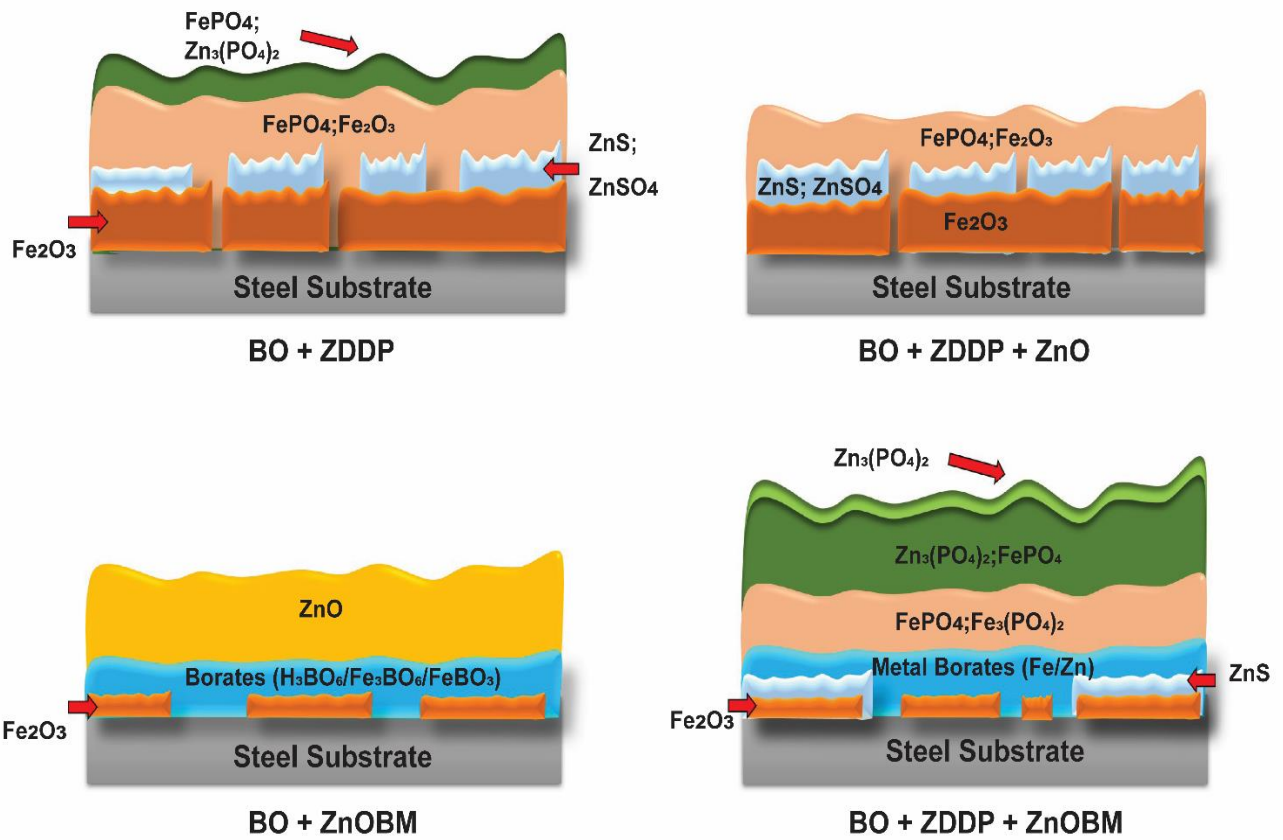 FePO₄;
Zn₃(PO₄)₂
FePO₄;Fe₂O₃
ZnS;
ZnSO4
Fe₂O₃
Steel Substrate
BO + ZDDP
FePO₄;Fe₂O₃
ZnS; ZnSO4
Fe₂O₃
Steel Substrate
BO + ZDDP + ZnO
ZnO
Borates (H₃BO₆/Fe₃BO₆/FeBO₃)
Fe₂O₃
Steel Substrate
BO + ZnOBM
Zn₃(PO₄)₂
Zn₃(PO₄)₂;FePO₄
FePO₄;Fe₃(PO₄)₂
Metal Borates (Fe/Zn)
ZnS
Fe₂O₃
Steel Substrate
BO + ZDDP + ZnOBM